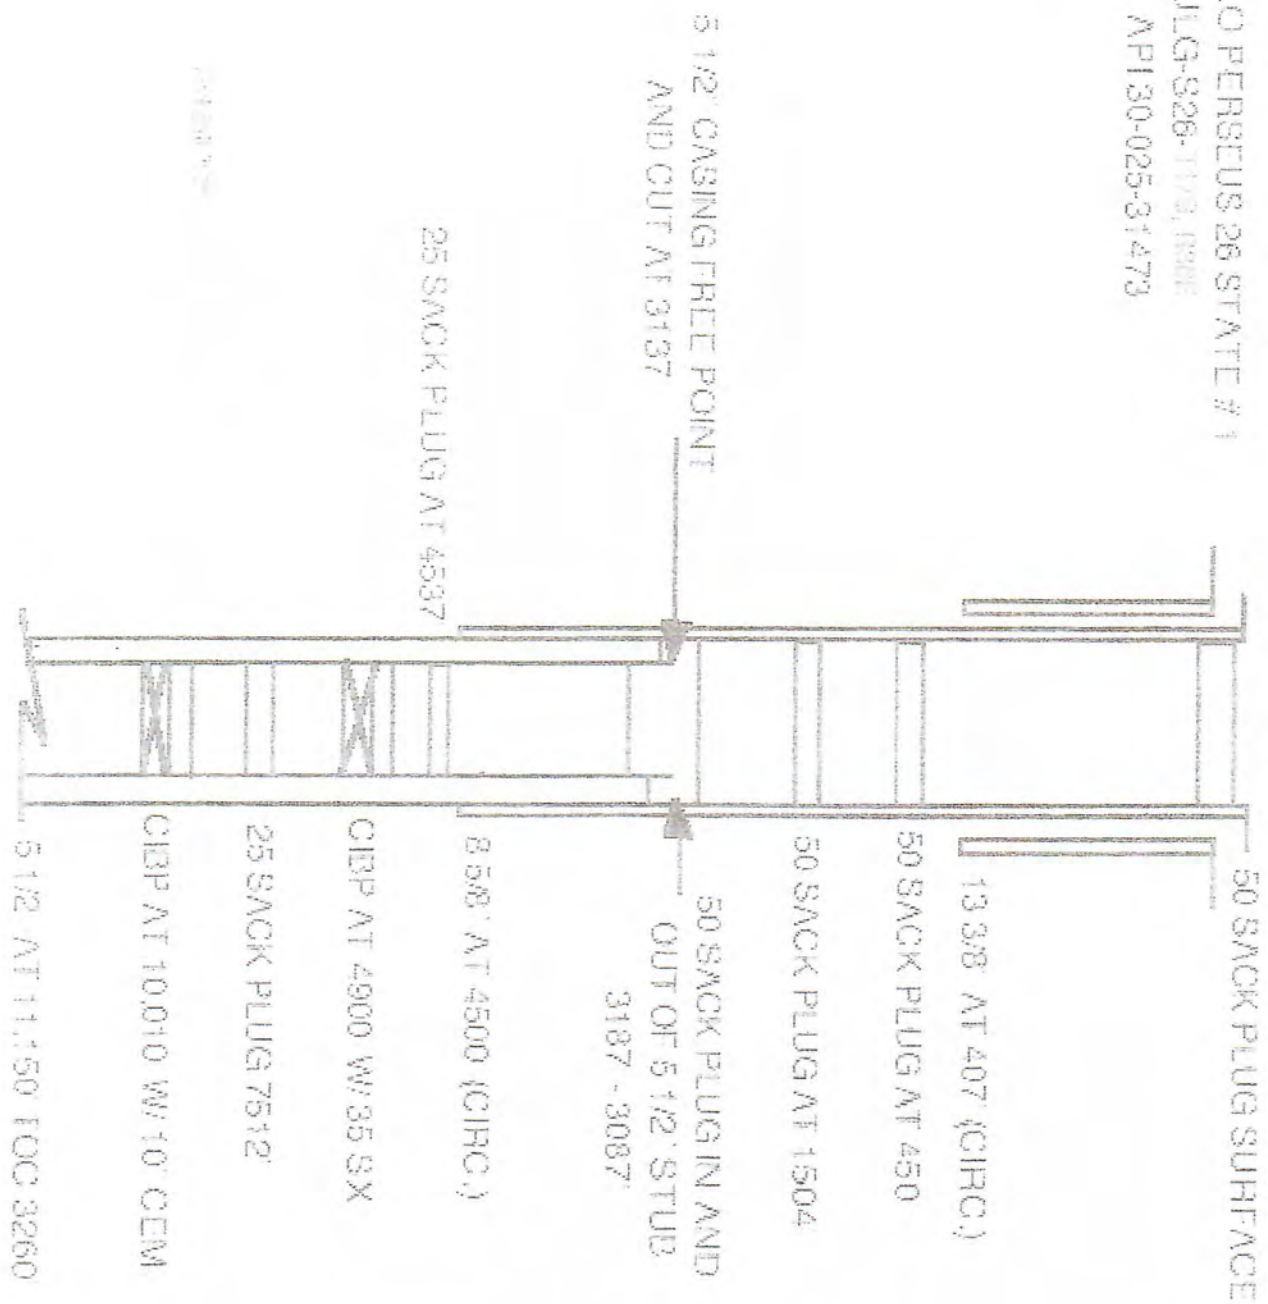 O PERSEUS 26 STATE # 1
ULG-S26-
API 30-025-31473
5 1/2" CASING FREE POINT
AND CUT AT 3137
25 SACK PLUG AT 4537
50 SACK PLUG SURFACE
13 3/8" AT 407 (CIRC.)
50 SACK PLUG AT 450
50 SACK PLUG AT 1504
50 SACK PLUG IN AND
OUT OF 5 1/2" STUB
3187 - 3087'
8 5/8" AT 4500 (CIRC.)
CIBP AT 4900 W/ 35 SX
25 SACK PLUG 7512'
CIBP AT 10,010 W/ 10' CEM
5 1/2 AT 11,150 TOC 3260